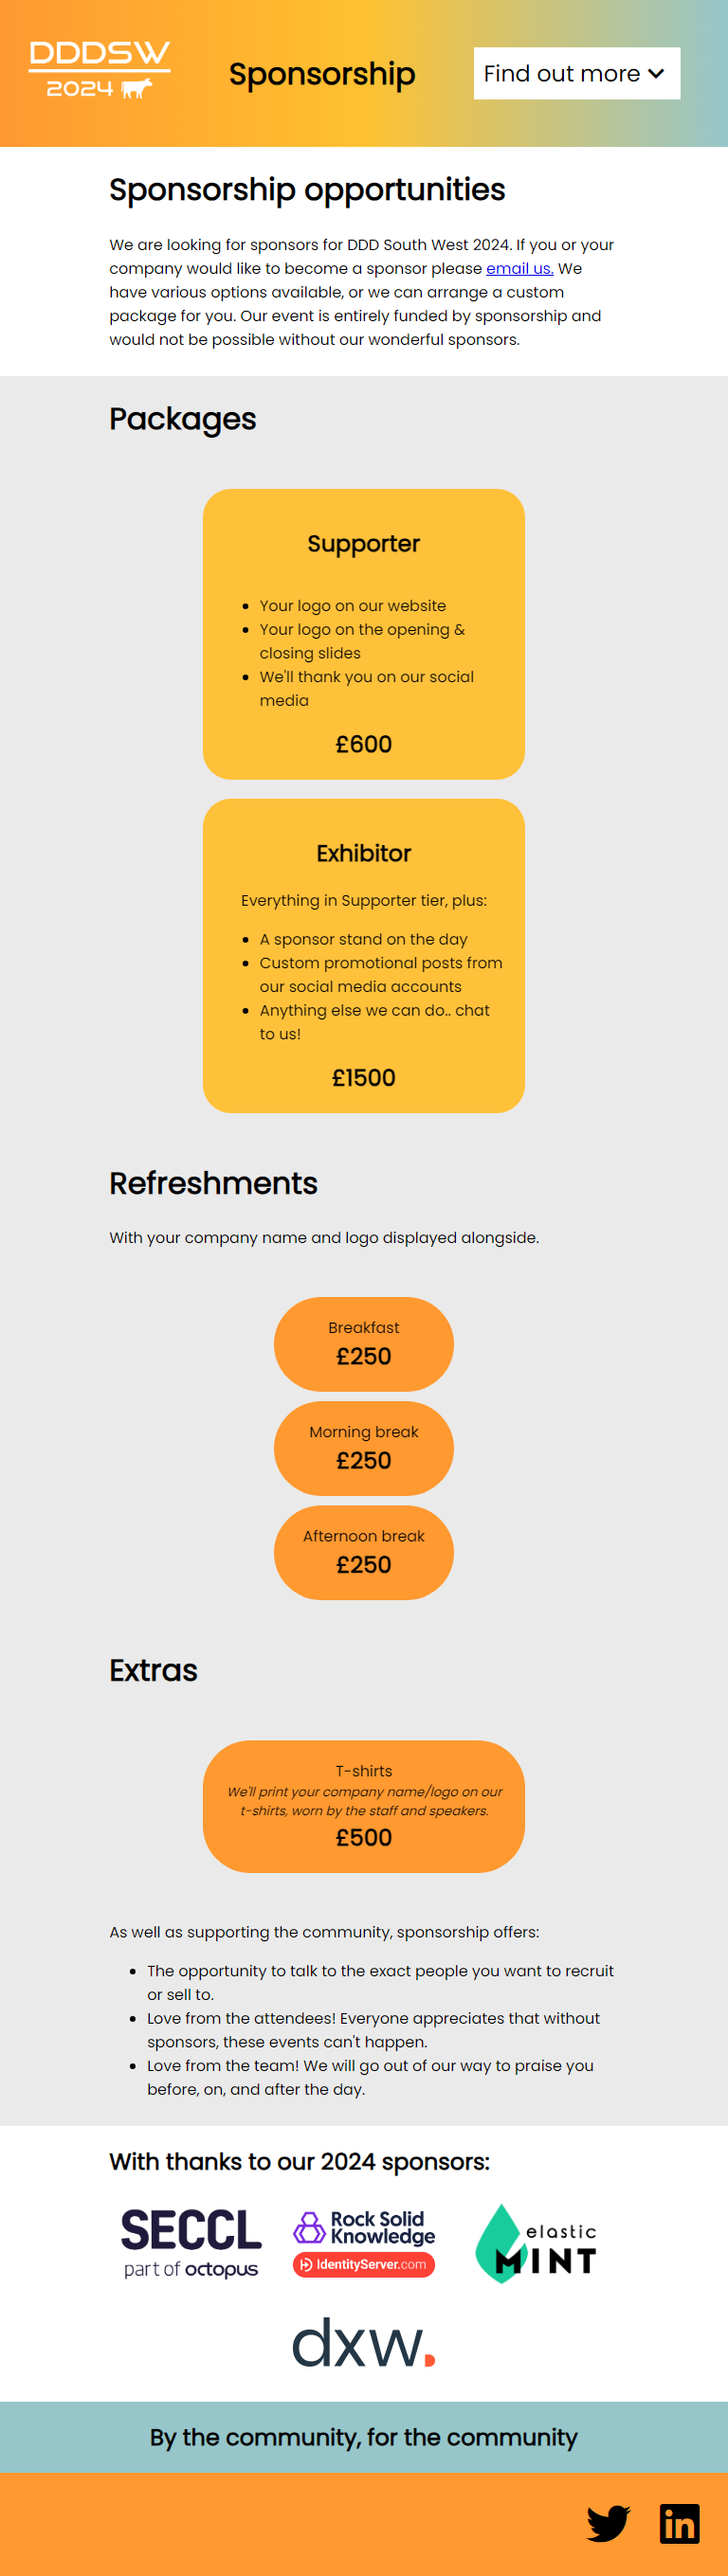 DDDSW
2024
Sponsorship
Find out more
Sponsorship opportunities
We are looking for sponsors for DDD South West 2024. If you or your
company would like to become a sponsor please email us. We
have various options available, or we can arrange a custom
package for you. Our event is entirely funded by sponsorship and
would not be possible without our wonderful sponsors.
Packages
Supporter
• Your logo on our website
• Your logo on the opening &
closing slides
• We'll thank you on our social
media
£600
Exhibitor
Everything in Supporter tier, plus:
• A sponsor stand on the day
• Custom promotional posts from
our social media accounts
• Anything else we can do.. chat
to us!
£1500
Refreshments
With your company name and logo displayed alongside.
Breakfast
£250
Morning break
£250
Afternoon break
£250
Extras
T-shirts
We'll print your company name/logo on our
t-shirts, worn by the staff and speakers.
£500
As well as supporting the community, sponsorship offers:
• The opportunity to talk to the exact people you want to recruit
or sell to.
• Love from the attendees! Everyone appreciates that without
sponsors, these events can't happen.
• Love from the team! We will go out of our way to praise you
before, on, and after the day.
With thanks to our 2024 sponsors:
SECCL
part of octopus
Rock Solid
Knowledge
IdentityServer.com
elastic
MINT
dxw.
By the community, for the community
in